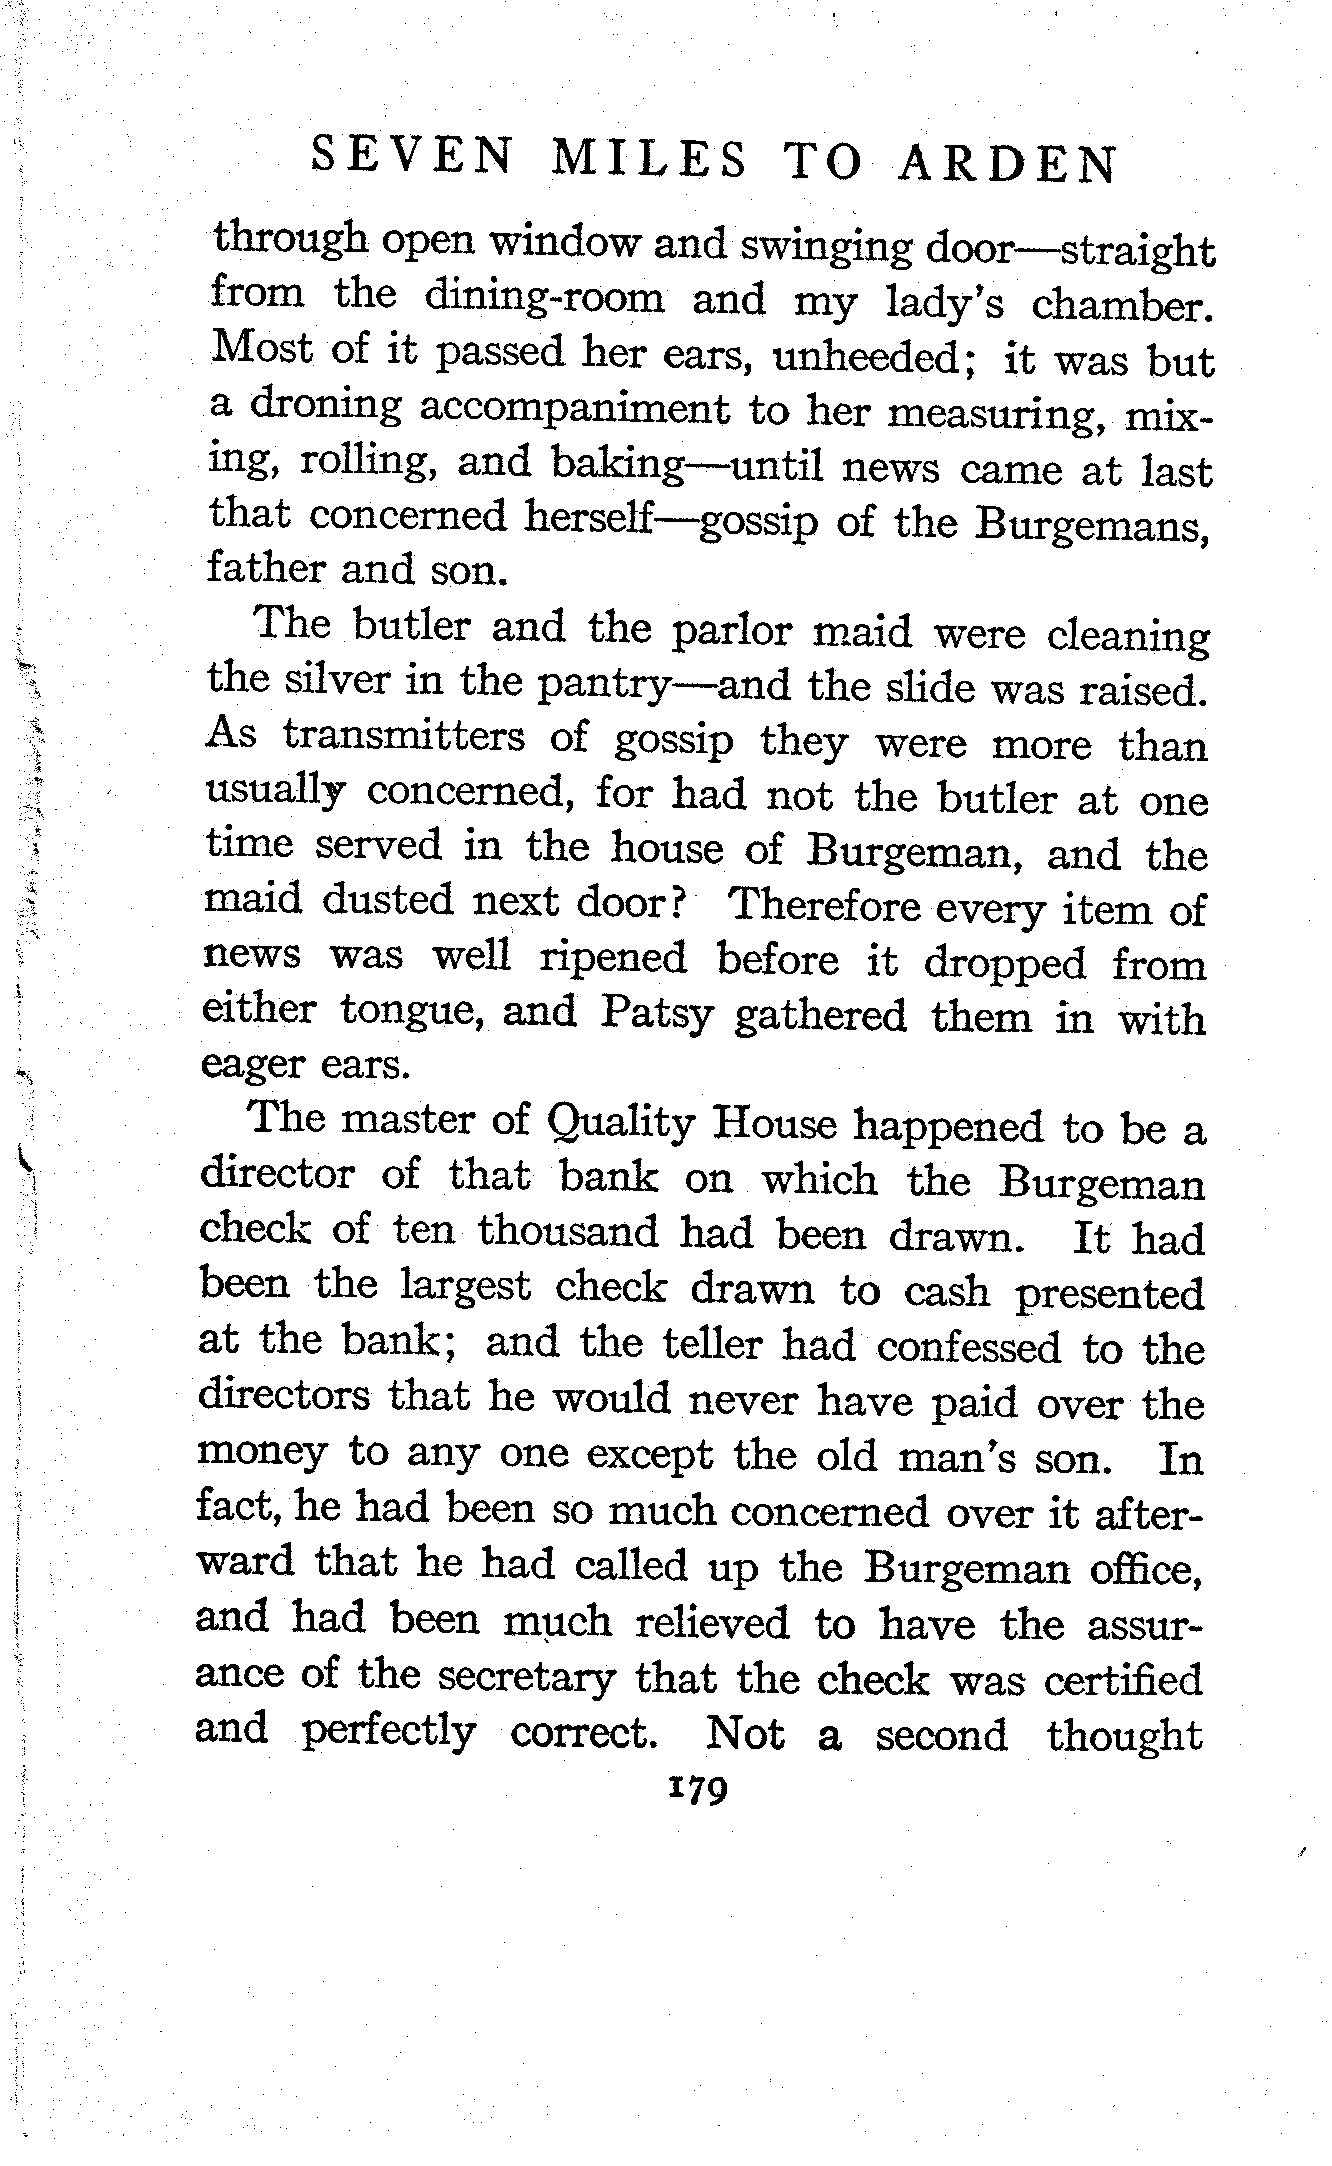 SEVEN MILES TO ARDEN
through open window and swinging door—straight
from the dining-room and my lady's chamber.
Most of it passed her ears, unheeded; it was but
a droning accompaniment to her measuring, mix-
ing, rolling, and baking—until news came at last
that concerned herself—gossip of the Burgemans,
father and son.
The butler and the parlor maid were cleaning
the silver in the pantry—and the slide was raised.
As transmitters of gossip they were more than
usually concerned, for had not the butler at one
time served in the house of Burgeman, and the
maid dusted next door? Therefore every item of
news was well ripened before it dropped from
either tongue, and Patsy gathered them in with
eager ears.
The master of Quality House happened to be a
director of that bank on which the Burgeman
check of ten thousand had been drawn. It had
been the largest check drawn to cash presented
at the bank; and the teller had confessed to the
directors that he would never have paid over the
money to any one except the old man's son. In
fact, he had been so much concerned over it after-
ward that he had called up the Burgeman office,
and had been much relieved to have the assur-
ance of the secretary that the check was certified
and perfectly correct. Not a second thought
179